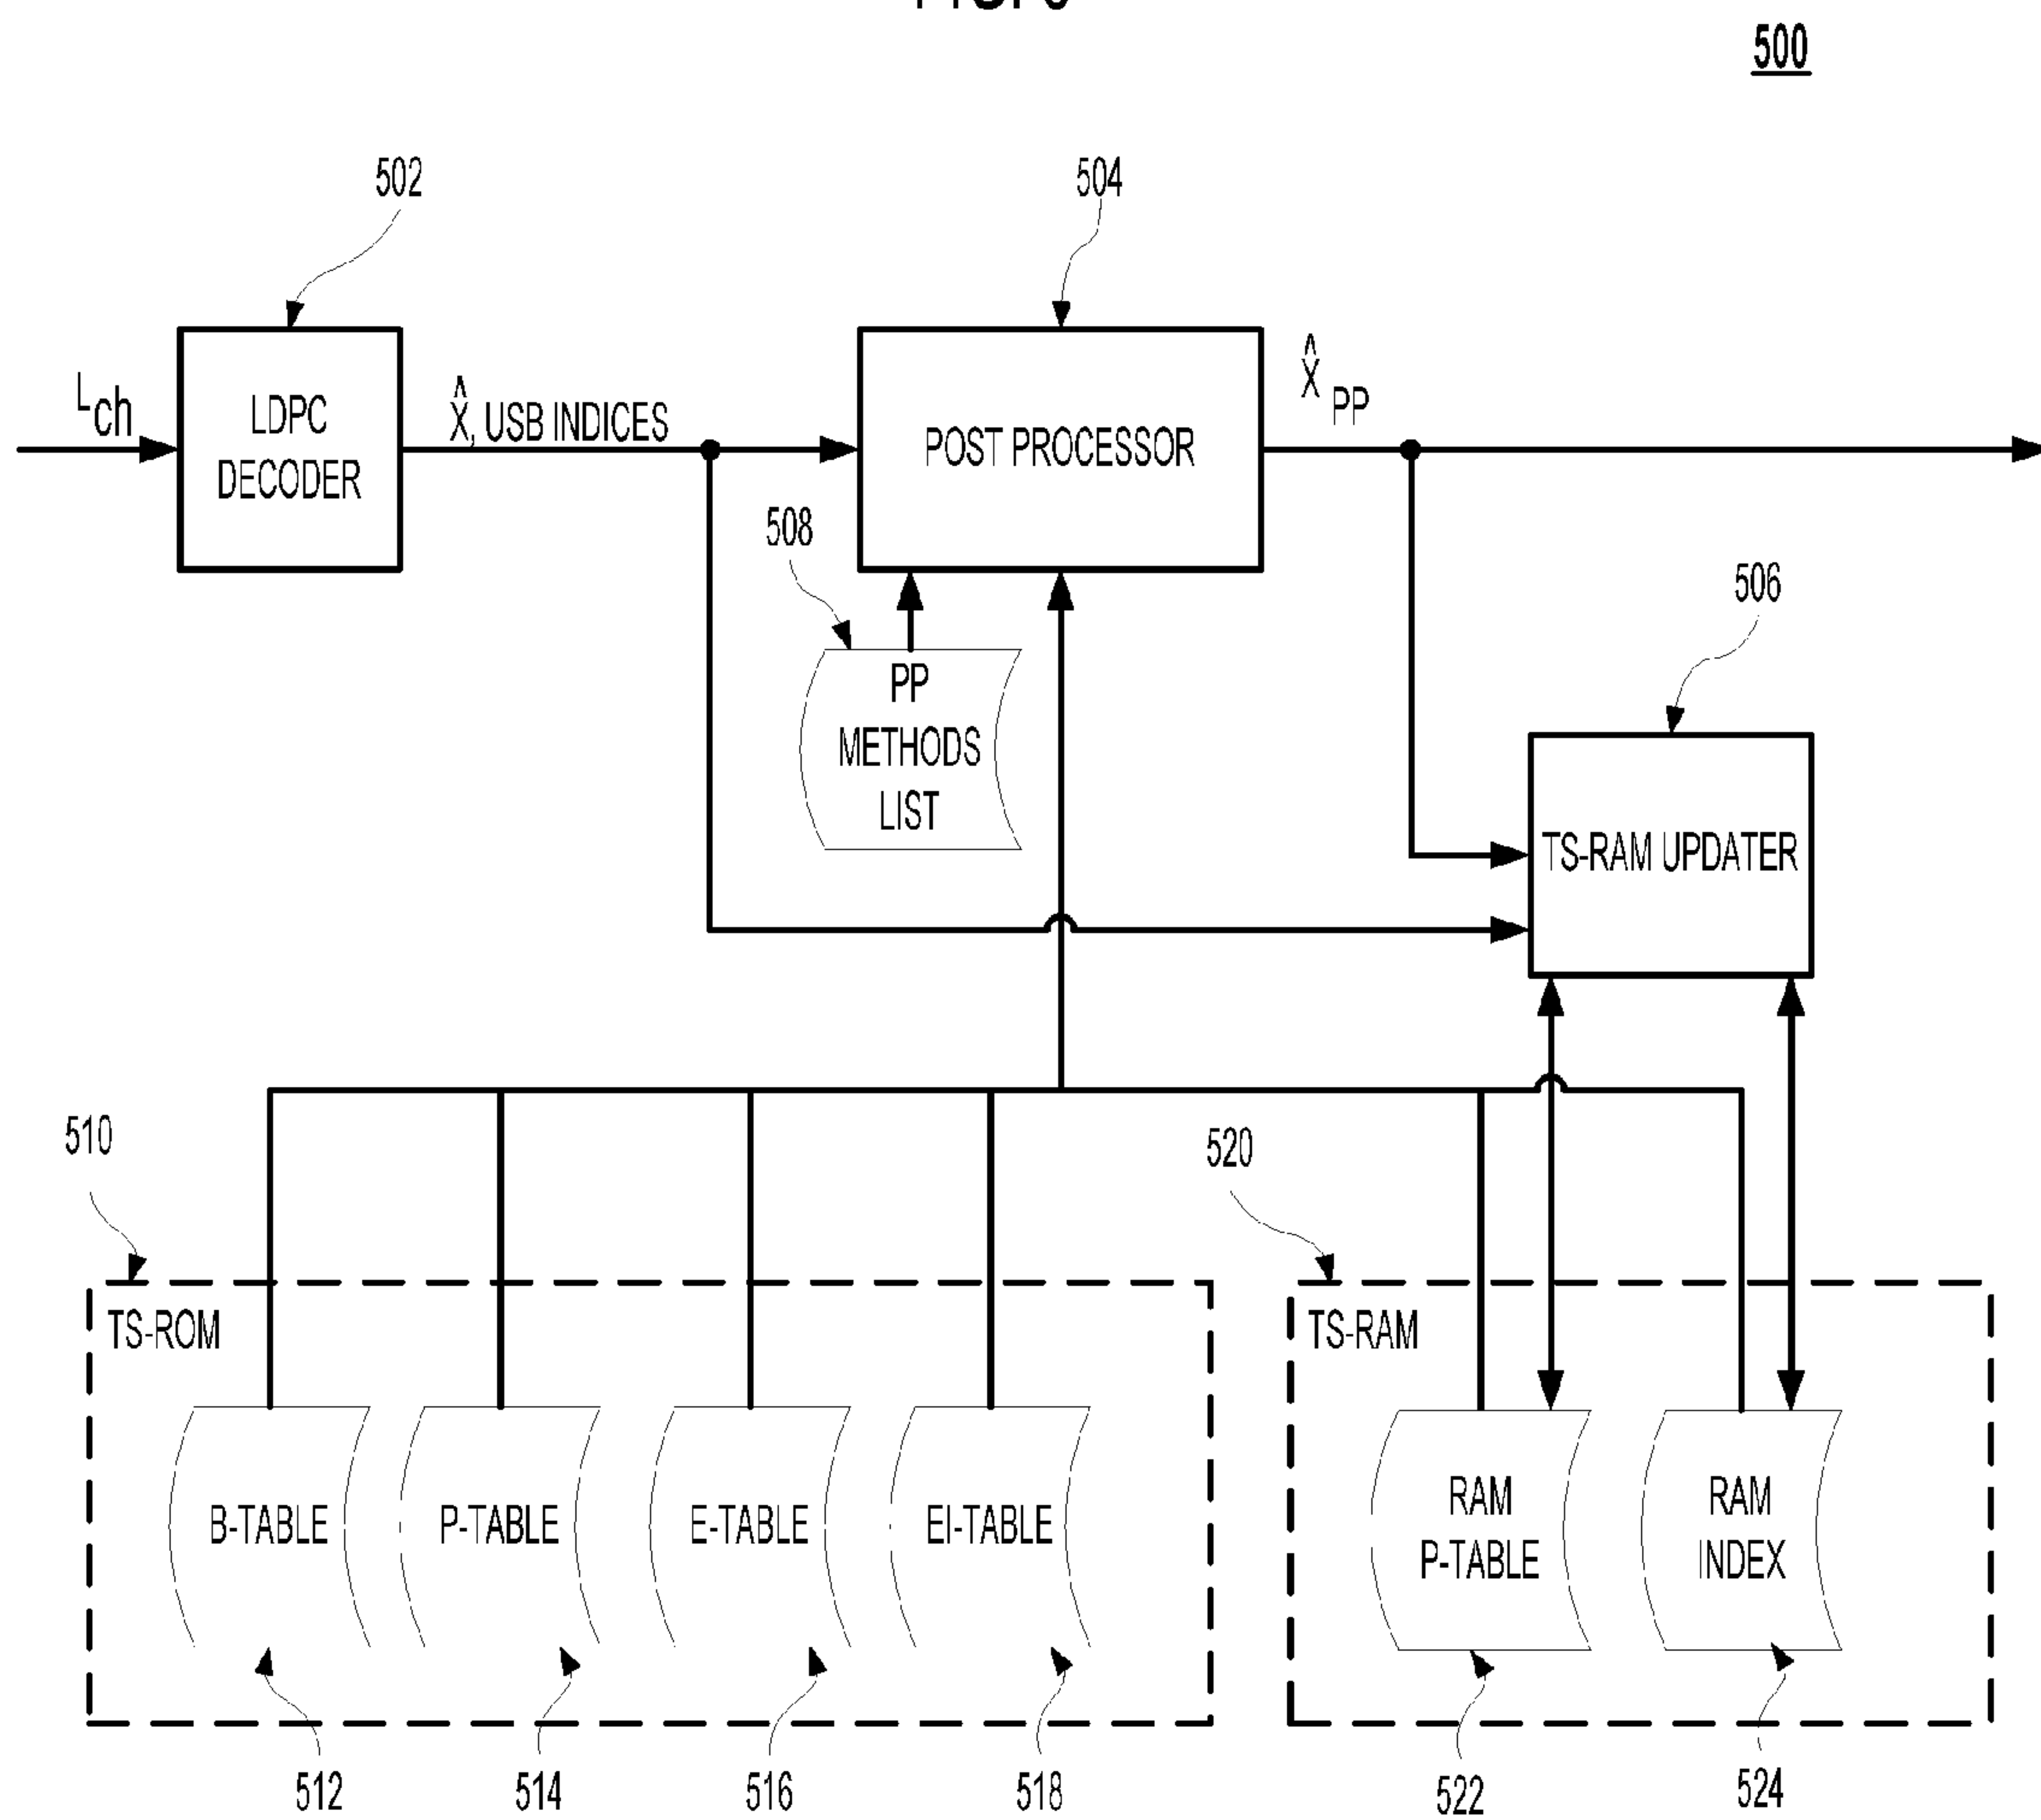 500
502
504
L ch
LDPC
DECODER
X̂, USB INDICES
POST PROCESSOR
X̂ PP
508
506
PP
METHODS
LIST
TS-RAM UPDATER
510
520
TS-ROM
TS-RAM
B-TABLE
P-TABLE
E-TABLE
EI-TABLE
RAM
P-TABLE
RAM
INDEX
512
514
516
518
522
524